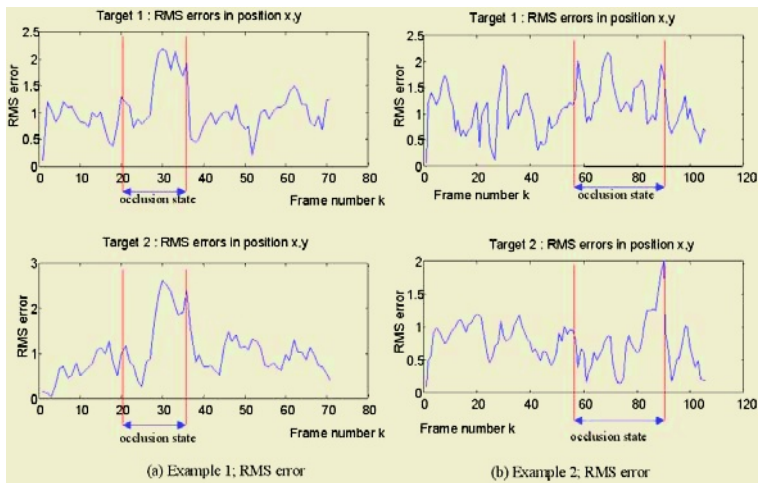 Target 1 : RMS errors in position x,y
RMS error
2.5
2
1.5
1
0.5
0
0 10 20 30 40 50 60 70 80
occlusion state
Frame number k
Target 1 : RMS errors in position x,y
RMS error
2.5
2
1.5
1
0.5
0
0 20 40 60 80 100 120
Frame number k
occlusion state
Target 2 : RMS errors in position x,y
RMS error
3
2
1
0
0 10 20 30 40 50 60 70 80
occlusion state
Frame number k
Target 2 : RMS errors in position x,y
RMS error
2
1.5
1
0.5
0
0 20 40 60 80 100 120
Frame number k
occlusion state
(a) Example 1; RMS error
(b) Example 2; RMS error